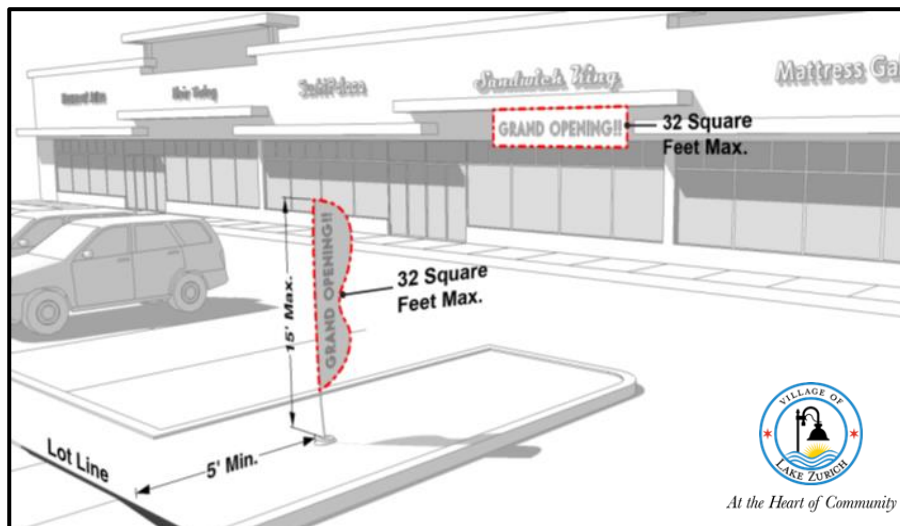 Sandwich King
Mattress Gal
GRAND OPENING!!
32 Square
Feet Max.
GRAND OPENING!!
15' Max.
32 Square
Feet Max.
5' Min.
Lot Line
VILLAGE OF
LAKE ZURICH
At the Heart of Community